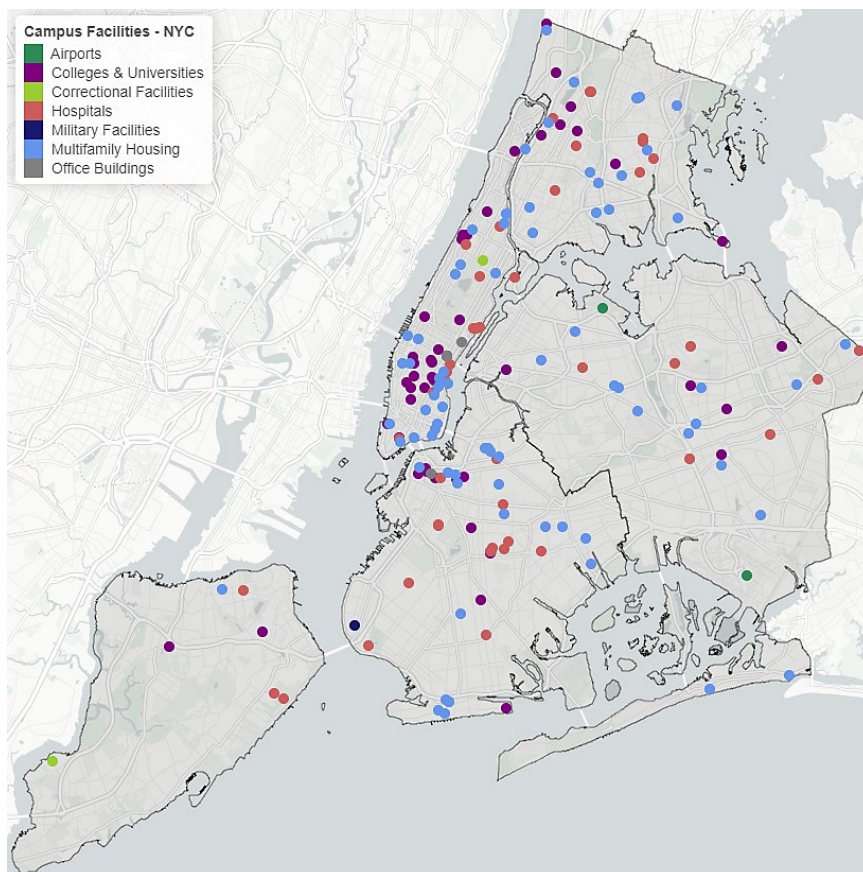 Campus Facilities - NYC
Airports
Colleges & Universities
Correctional Facilities
Hospitals
Military Facilities
Multifamily Housing
Office Buildings